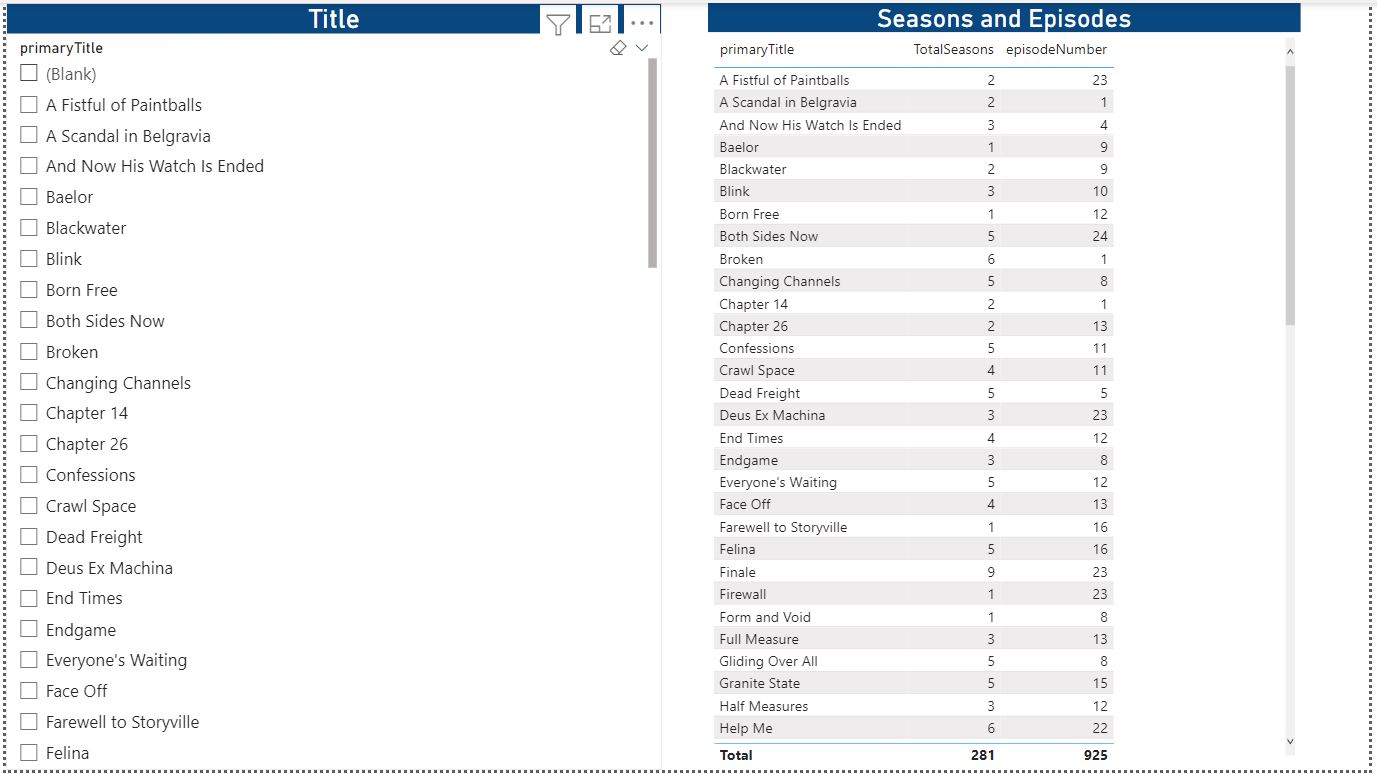 Title
primaryTitle
(Blank)
A Fistful of Paintballs
A Scandal in Belgravia
And Now His Watch Is Ended
Baelor
Blackwater
Blink
Born Free
Both Sides Now
Broken
Changing Channels
Chapter 14
Chapter 26
Confessions
Crawl Space
Dead Freight
Deus Ex Machina
End Times
Endgame
Everyone's Waiting
Face Off
Farewell to Storyville
Felina
Seasons and Episodes
primaryTitle TotalSeasons episodeNumber
A Fistful of Paintballs 2 23
A Scandal in Belgravia 2 1
And Now His Watch Is Ended 3 4
Baelor 1 9
Blackwater 2 9
Blink 3 10
Born Free 1 12
Both Sides Now 5 24
Broken 6 1
Changing Channels 5 8
Chapter 14 2 1
Chapter 26 2 13
Confessions 5 11
Crawl Space 4 11
Dead Freight 5 5
Deus Ex Machina 3 23
End Times 4 12
Endgame 3 8
Everyone's Waiting 5 12
Face Off 4 13
Farewell to Storyville 1 16
Felina 5 16
Finale 9 23
Firewall 1 23
Form and Void 1 8
Full Measure 3 13
Gliding Over All 5 8
Granite State 5 15
Half Measures 3 12
Help Me 6 22
Total 281 925